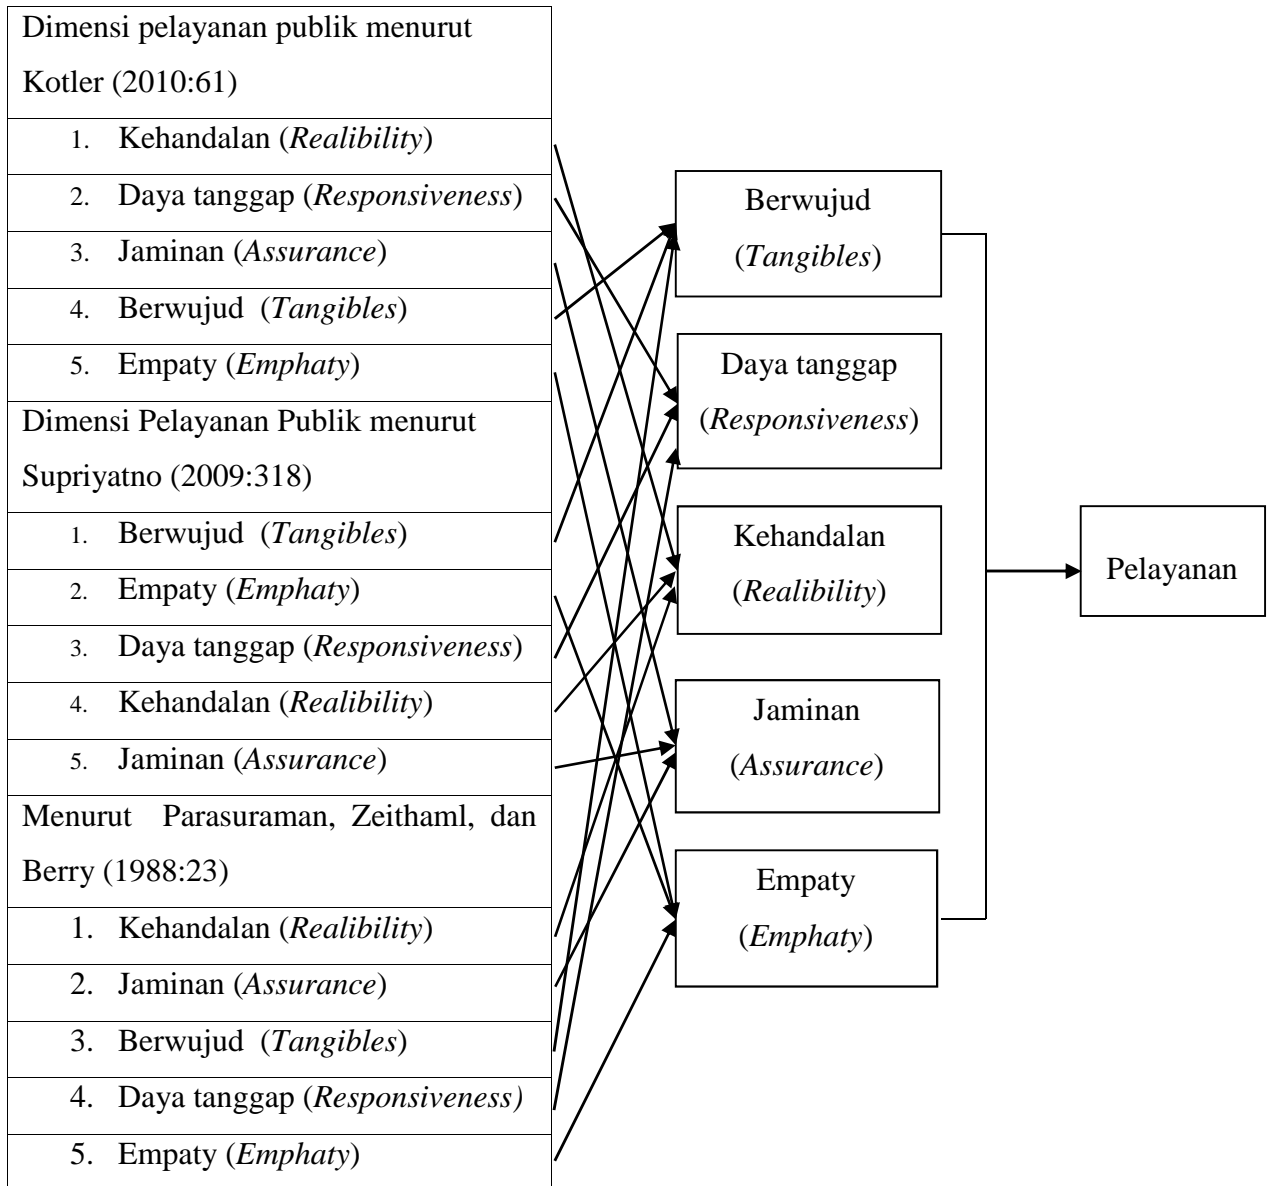 Dimensi pelayanan publik menurut
Kotler (2010:61)
1. Kehandalan (Realibility)
2. Daya tanggap (Responsiveness)
3. Jaminan (Assurance)
4. Berwujud (Tangibles)
5. Empaty (Emphaty)
Dimensi Pelayanan Publik menurut
Supriyatno (2009:318)
1. Berwujud (Tangibles)
2. Empaty (Emphaty)
3. Daya tanggap (Responsiveness)
4. Kehandalan (Realibility)
5. Jaminan (Assurance)
Menurut Parasuraman, Zeithaml, dan
Berry (1988:23)
1. Kehandalan (Realibility)
2. Jaminan (Assurance)
3. Berwujud (Tangibles)
4. Daya tanggap (Responsiveness)
5. Empaty (Emphaty)
Berwujud
(Tangibles)
Daya tanggap
(Responsiveness)
Kehandalan
(Realibility)
Jaminan
(Assurance)
Empaty
(Emphaty)
Pelayanan